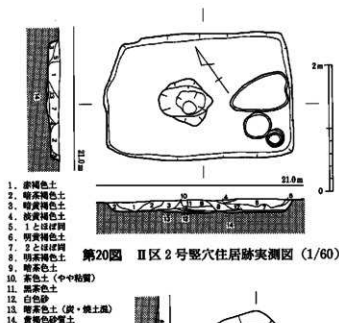 2m
0
21.0m
21.0m
1. 赤褐色土
2. 暗茶褐色土
3. 暗黄褐色土
4. 淡黄褐色土
5. 1とほぼ同
6. 明黄褐色土
7. 2とほぼ同
8. 明茶褐色土
9. 暗茶色土
10. 茶色土(やや粘質)
11. 黒茶色土
12. 白色砂
13. 暗茶色土(炭・焼土混)
14. 黄褐色砂質土
第20図 Ⅱ区2号竪穴住居跡実測図 (1/60)